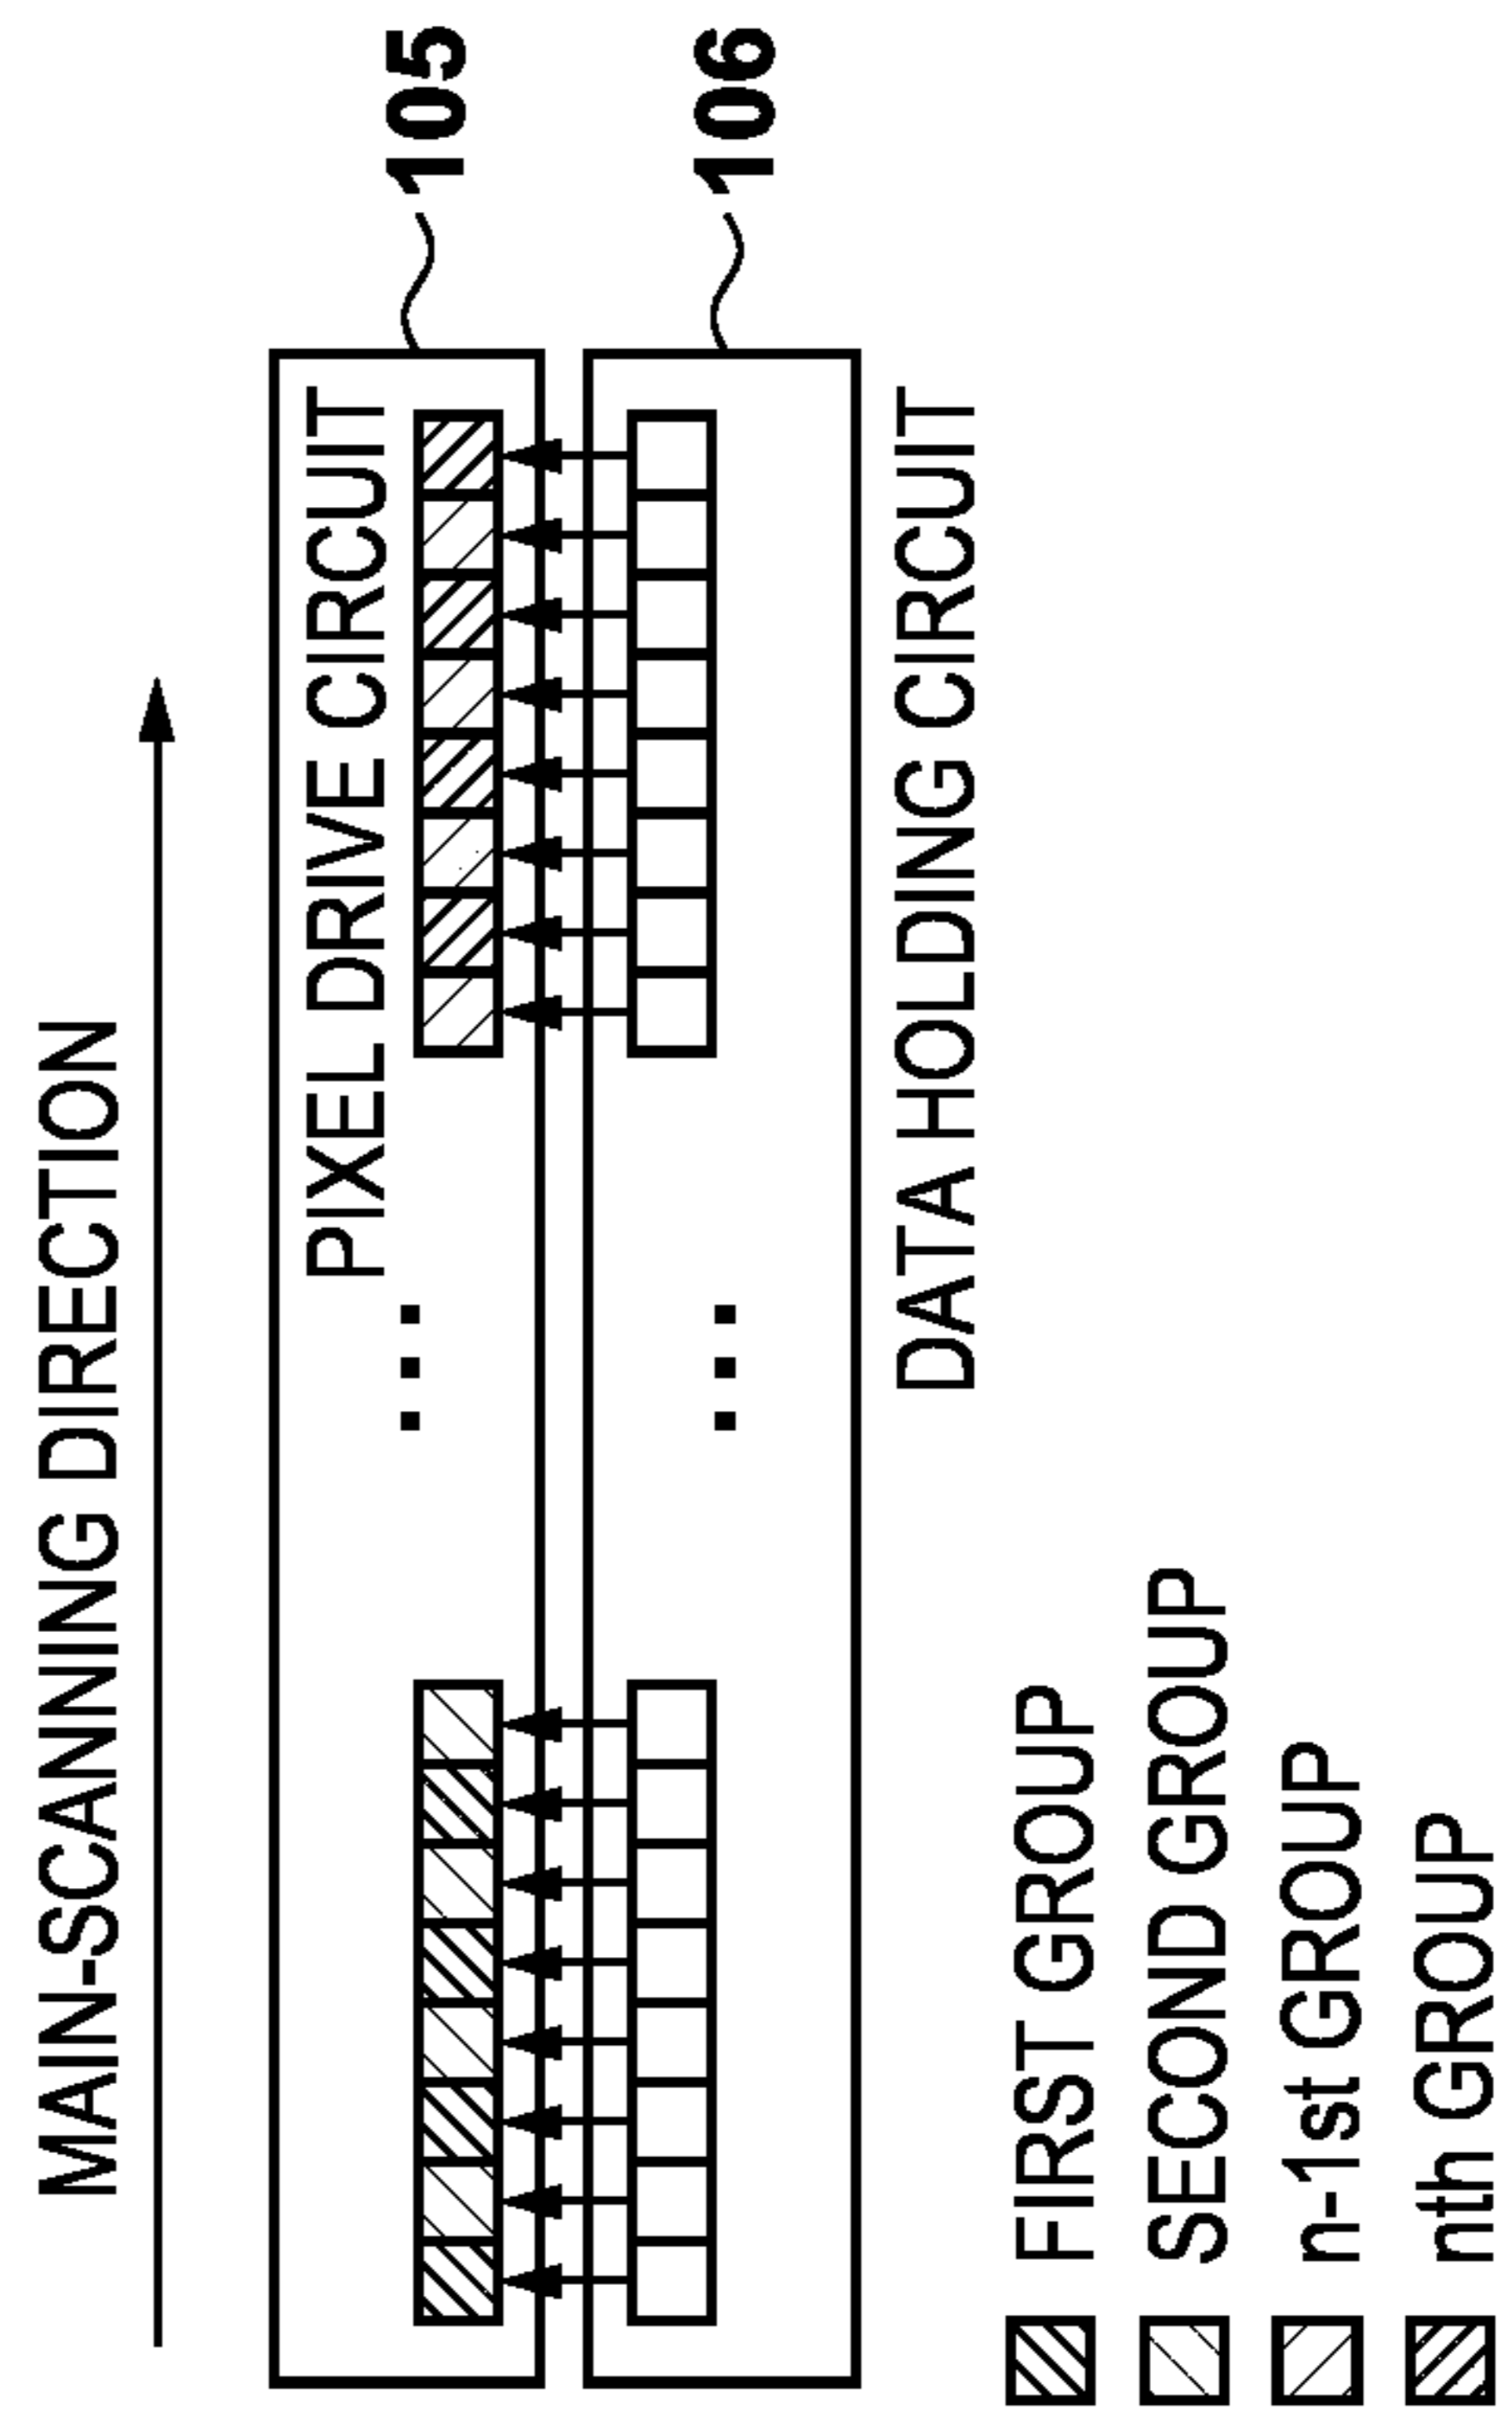 MAIN-SCANNING DIRECTION
PIXEL DRIVE CIRCUIT
105
106
DATA HOLDING CIRCUIT
FIRST GROUP
SECOND GROUP
n-1st GROUP
nth GROUP